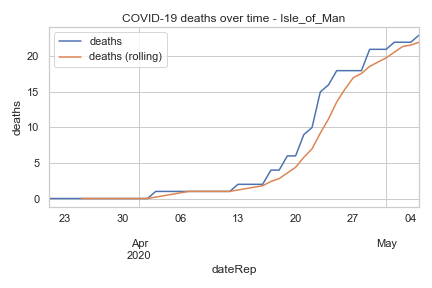 COVID-19 deaths over time - Isle_of_Man
deaths
deaths (rolling)
deaths
20
15
10
5
0
23
30
06
13
20
27
04
Apr
2020
May
dateRep